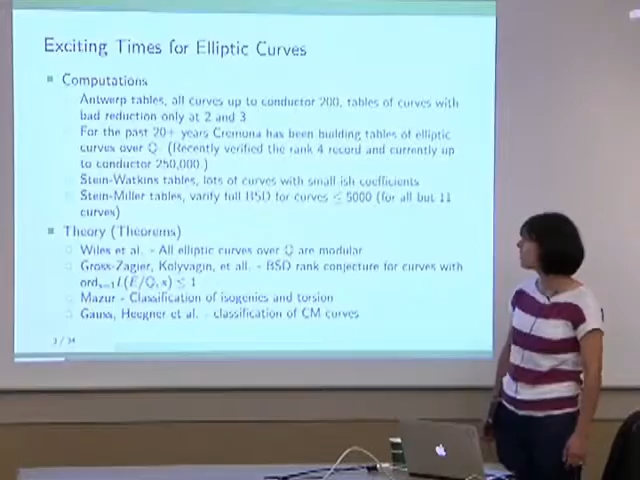 Exciting Times for Elliptic Curves
Computations
Antwerp tables, all curves up to conductor 200, tables of curves with
bad reduction only at 2 and 3
For the past 20+ years Cremona has been building tables of elliptic
curves over ℚ. (Recently verified the rank 4 record and currently up
to conductor 250,000.)
Stein-Watkins tables, lots of curves with small ish coefficients
Stein-Miller tables, varify full BSD for curves ≤ 5000 (for all but 11
curves)
Theory (Theorems)
Wiles et al. - All elliptic curves over ℚ are modular
Gross-Zagier, Kolyvagin, et all. - BSD rank conjecture for curves with
ord_{s=1}L(E/ℚ, s) ≤ 1
Mazur - Classification of isogenies and torsion
Gauss, Heegner et al. - classification of CM curves
3 / 34